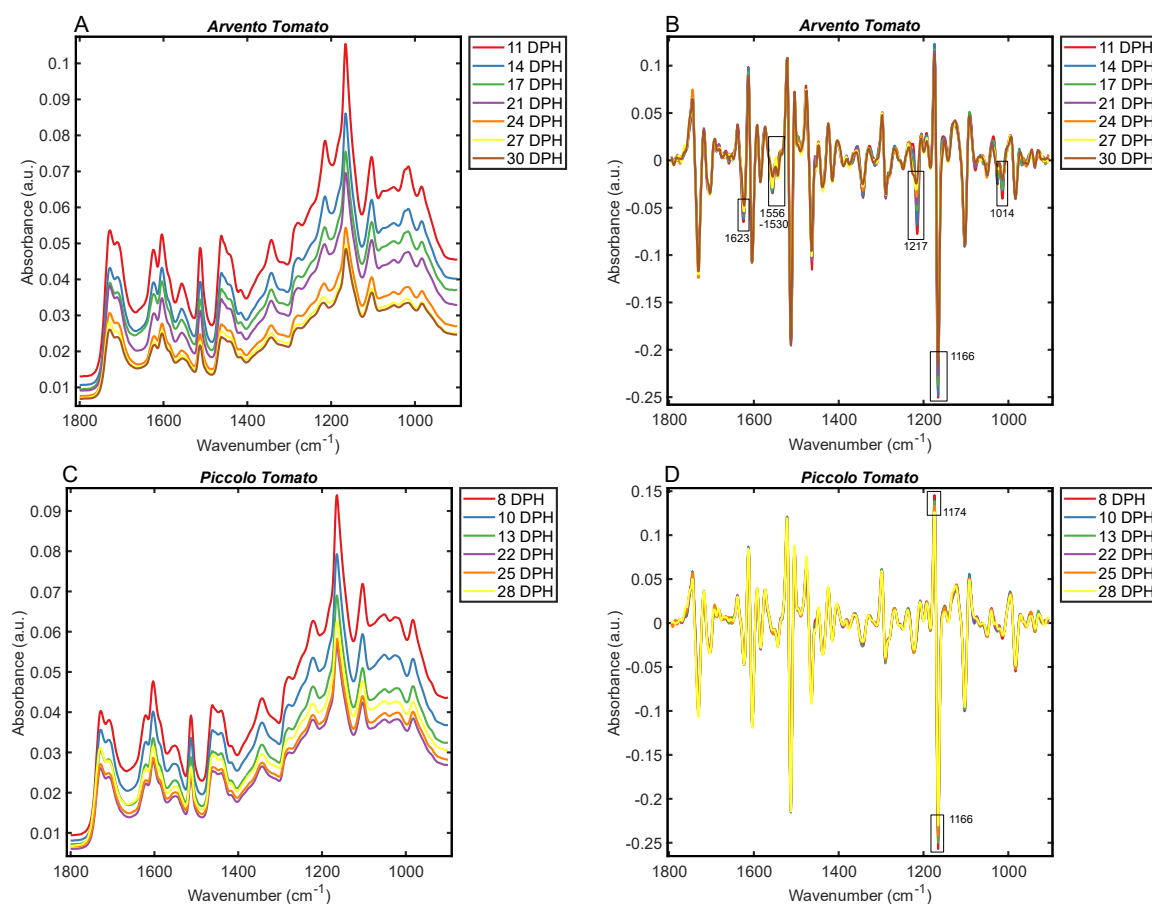 A
Arvento Tomato
Absorbance (a.u.)
0.1
0.09
0.08
0.07
0.06
0.05
0.04
0.03
0.02
0.01
1800
1600
1400
1200
1000
Wavenumber (cm-1)
11 DPH
14 DPH
17 DPH
21 DPH
24 DPH
27 DPH
30 DPH
B
Arvento Tomato
Absorbance (a.u.)
0.1
0.05
0
-0.05
-0.1
-0.15
-0.2
-0.25
1623
1556
-1530
1217
1014
1166
1800
1600
1400
1200
1000
Wavenumber (cm-1)
11 DPH
14 DPH
17 DPH
21 DPH
24 DPH
27 DPH
30 DPH
C
Piccolo Tomato
Absorbance (a.u.)
0.09
0.08
0.07
0.06
0.05
0.04
0.03
0.02
0.01
1800
1600
1400
1200
1000
Wavenumber (cm-1)
8 DPH
10 DPH
13 DPH
22 DPH
25 DPH
28 DPH
D
Piccolo Tomato
Absorbance (a.u.)
0.15
0.1
0.05
0
-0.05
-0.1
-0.15
-0.2
-0.25
1174
1166
1800
1600
1400
1200
1000
Wavenumber (cm-1)
8 DPH
10 DPH
13 DPH
22 DPH
25 DPH
28 DPH